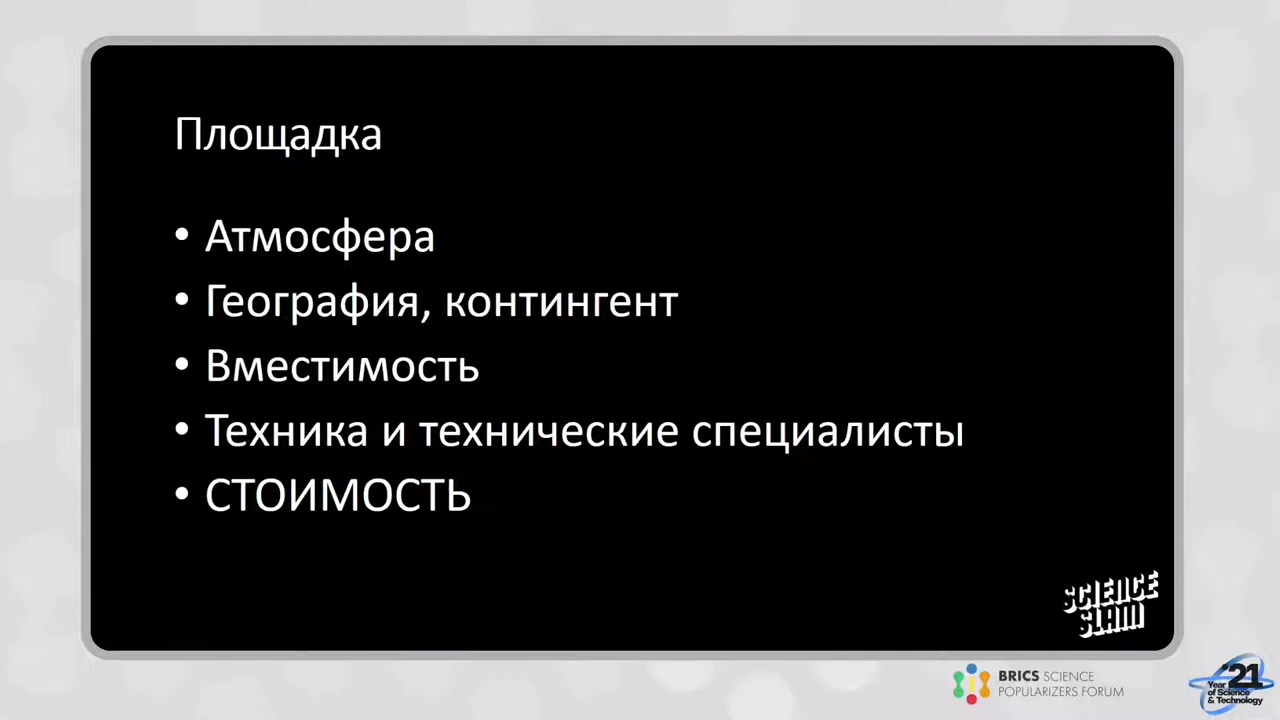 Площадка
• Атмосфера
• География, контингент
• Вместимость
• Техника и технические специалисты
• СТОИМОСТЬ
SCIENCE
SLAM
BRICS SCIENCE
POPULARIZERS FORUM
'21
Year
of Science
& Technology